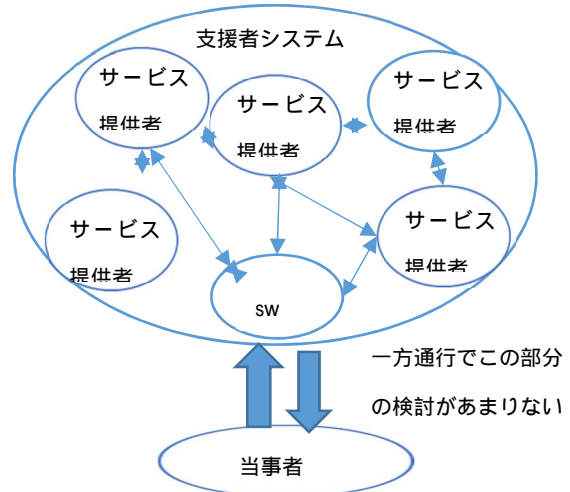 支援者システム
サービス
提供者
サービス
提供者
サービス
提供者
サービス
提供者
サービス
提供者
sw
一方通行でこの部分
の検討があまりない
当事者